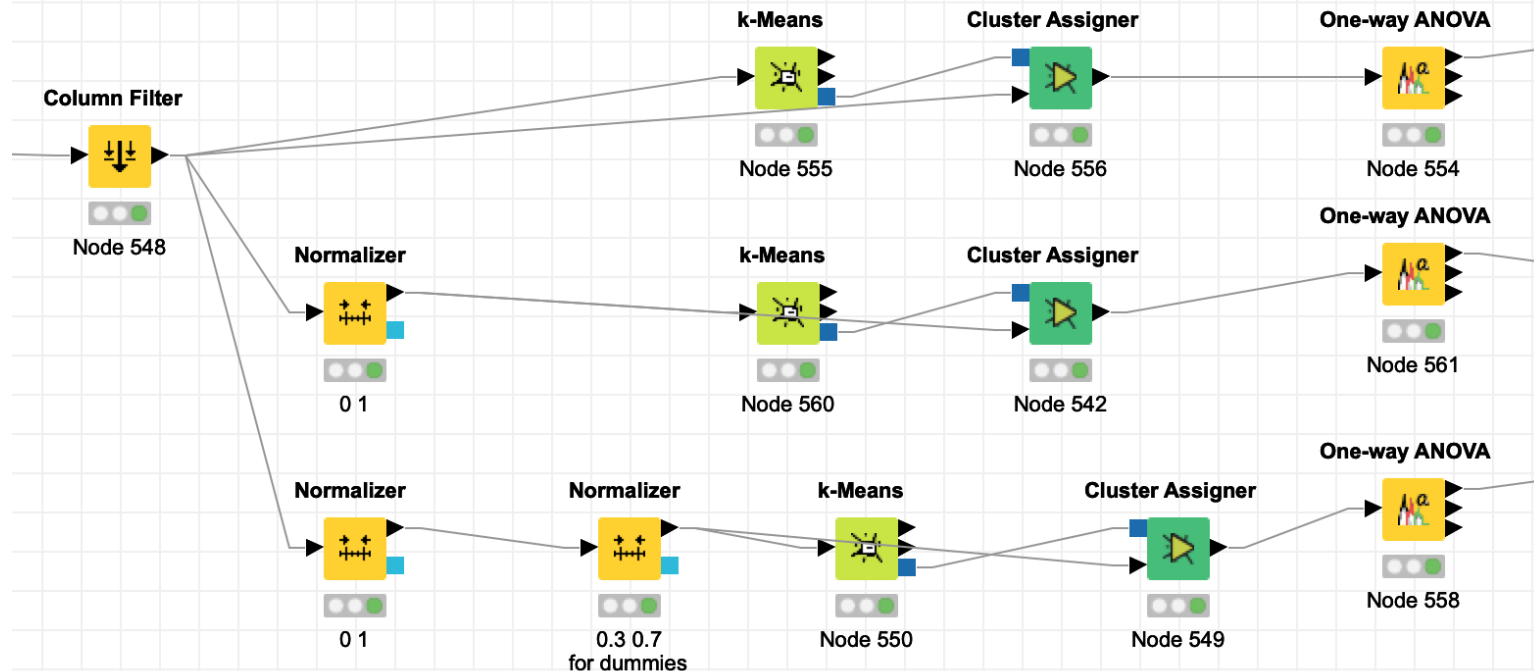 k-Means
Cluster Assigner
One-way ANOVA
Column Filter
Node 555
Node 556
Node 554
Node 548
One-way ANOVA
Normalizer
k-Means
Cluster Assigner
Node 561
0 1
Node 560
Node 542
One-way ANOVA
Normalizer
Normalizer
k-Means
Cluster Assigner
Node 558
0 1
0.3 0.7
for dummies
Node 550
Node 549